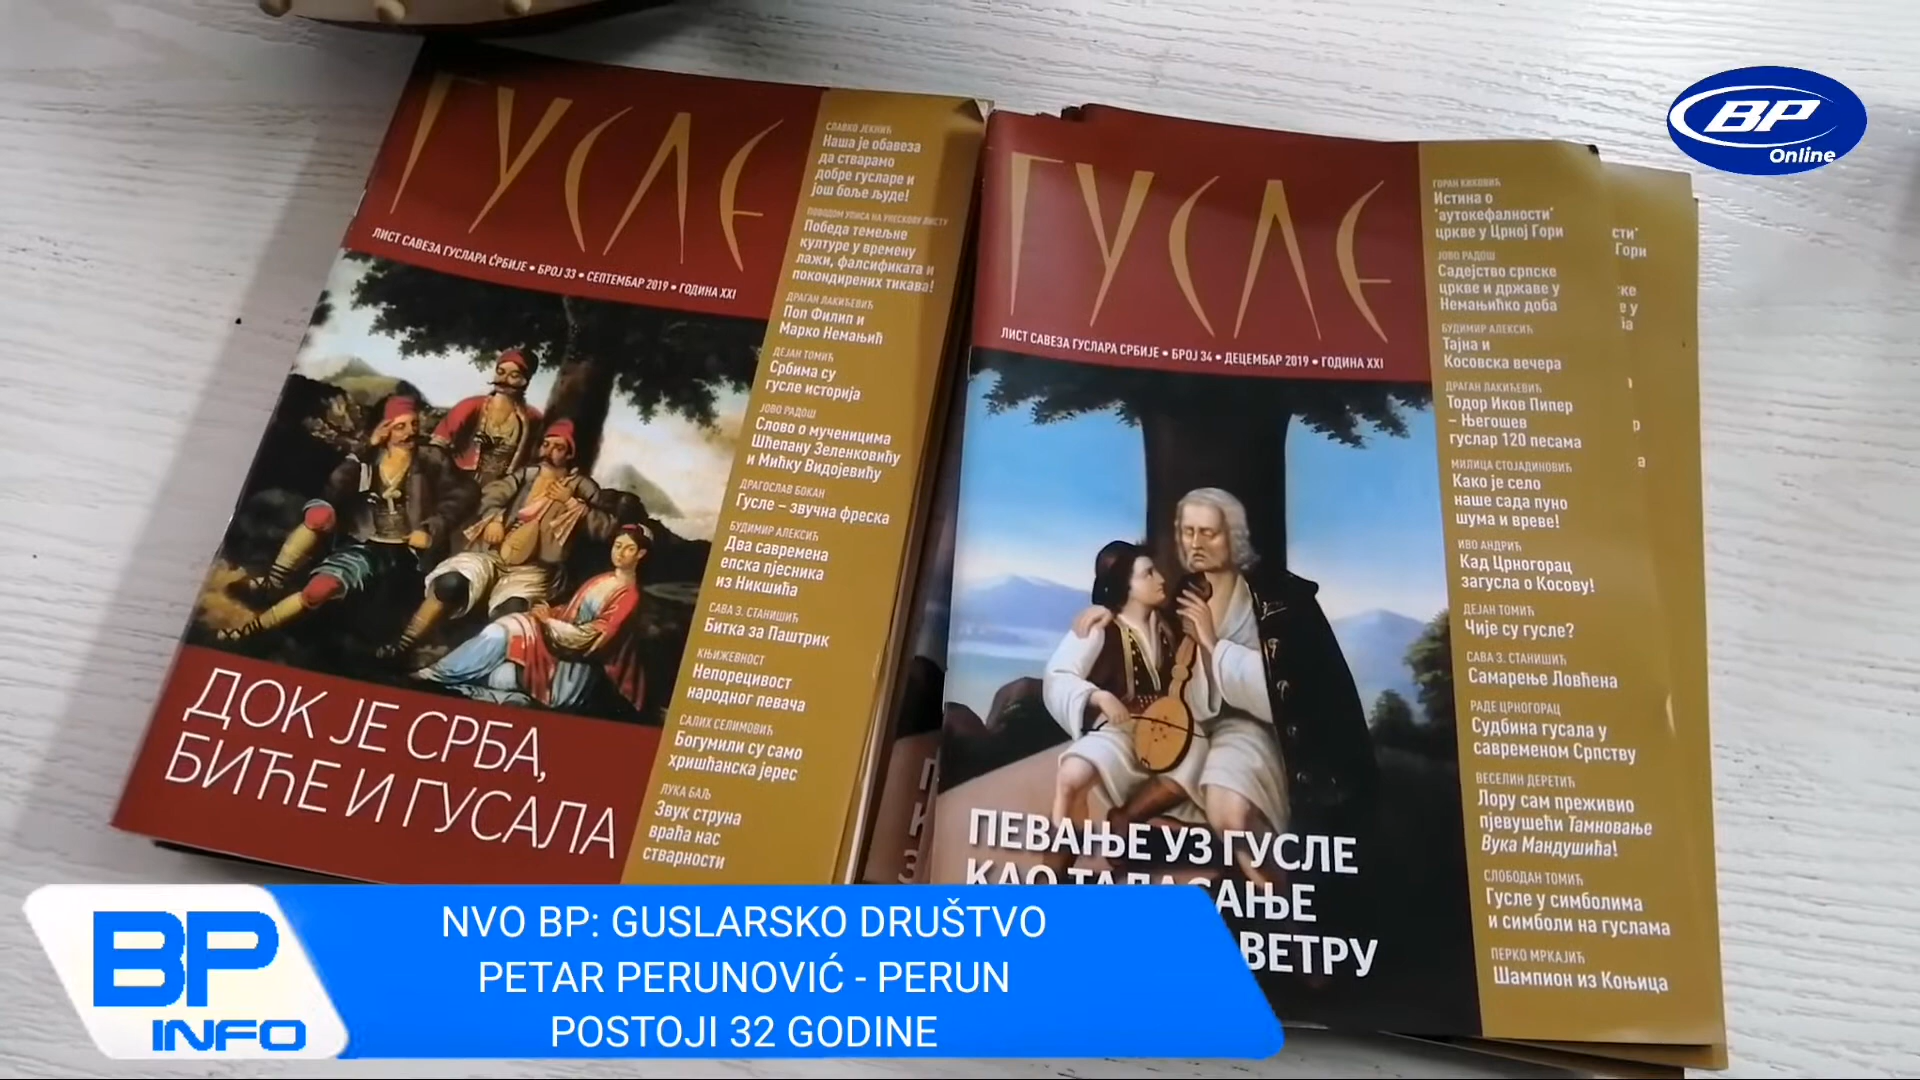 ГУСЛЕ
ЛИСТ САВЕЗА ГУСЛАРА СРБИЈЕ • БРОЈ 33 • СЕПТЕМБАР 2019 • ГОДИНА XXI
СЛАВКО ЈЕКНИЋ
Наша је обавеза
да стварамо
добре гусларе и
још боље људе!
ПОВОДОМ УПИСА НА УНЕСКОВУ ЛИСТУ
Победа темељне
културе у времену
лажи, фалсификата и
покондирених тикава!
ДРАГАН ЛАКИЋЕВИЋ
Поп Филип и
Марко Немањић
ДЕЈАН ТОМИЋ
Србима су
гусле историја
ЈОВО РАДОШ
Слово о мученицима
Шћепану Зеленковићу
и Мићку Видојевићу
ДРАГОСЛАВ БОКАН
Гусле – звучна фреска
БУДИМИР АЛЕКСИЋ
Два савремена
епска пјесника
из Никшића
САВА З. СТАНИШИЋ
Битка за Паштрик
КЊИЖЕВНОСТ
Непорецивост
народног певача
САЛИХ СЕЛИМОВИЋ
Богумили су само
хришћанска јерес
ЛУКА БАЉ
Звук струна
враћа нас
стварности
ДОК ЈЕ СРБА,
БИЋЕ И ГУСАЛА
ГУСЛЕ
ЛИСТ САВЕЗА ГУСЛАРА СРБИЈЕ • БРОЈ 34 • ДЕЦЕМБАР 2019 • ГОДИНА XXI
ГОРАН КИКОВИЋ
Истина о
"аутокефалности"
цркве у Црној Гори
ЈОВО РАДОШ
Садејство српске
цркве и државе у
Немањићко доба
БУДИМИР АЛЕКСИЋ
Тајна и
Косовска вечера
ДРАГАН ЛАКИЋЕВИЋ
Тодор Иков Пипер
– Његошев
гуслар 120 песама
МИЛИЦА СТОЈАДИНОВИЋ
Како је село
наше сада пуно
шума и вреве!
ИВО АНДРИЋ
Кад Црногорац
загусла о Косову!
ДЕЈАН ТОМИЋ
Чије су гусле?
САВА З. СТАНИШИЋ
Самарење Ловћена
РАДЕ ЦРНОГОРАЦ
Судбина гусала у
савременом Српству
ВЕСЕЛИН ДЕРЕТИЋ
Лору сам преживио
пјевушећи Тамновање
Вука Мандушића!
СЛОБОДАН ТОМИЋ
Гусле у симболима
и симболи на гуслама
ПЕРКО МРКАЈИЋ
Шампион из Коњица
ПЕВАЊЕ УЗ ГУСЛЕ
КАО
ВЕТРУ
BP
Online
BP
INFO
NVO BP: GUSLARSKO DRUŠTVO
PETAR PERUNOVIĆ - PERUN
POSTOJI 32 GODINE